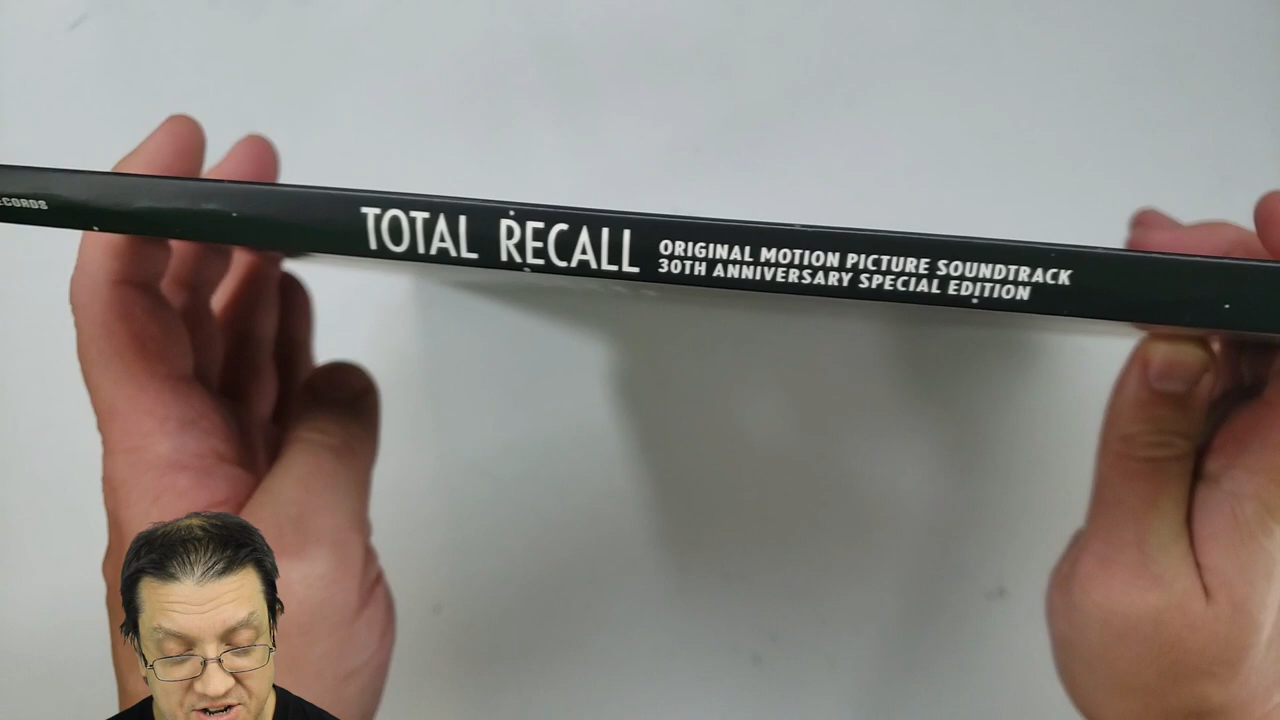 TOTAL RECALL
ORIGINAL MOTION PICTURE SOUNDTRACK
30TH ANNIVERSARY SPECIAL EDITION